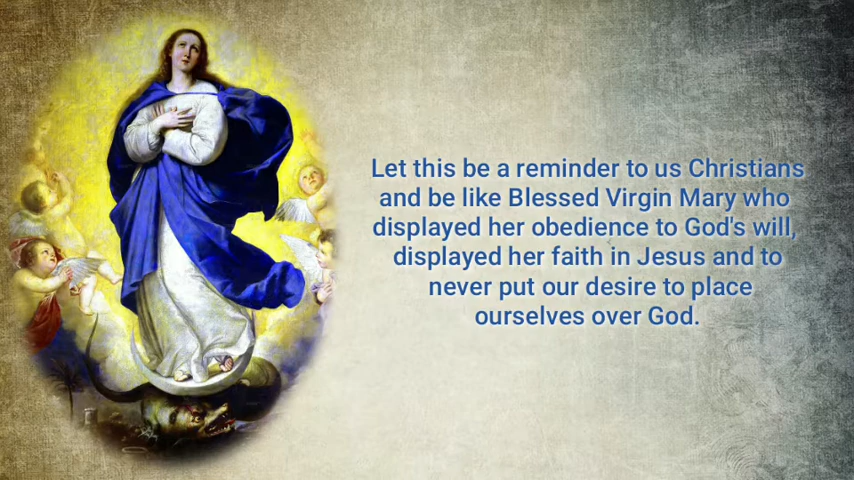 Let this be a reminder to us Christians
and be like Blessed Virgin Mary who
displayed her obedience to God's will,
displayed her faith in Jesus and to
never put our desire to place
ourselves over God.